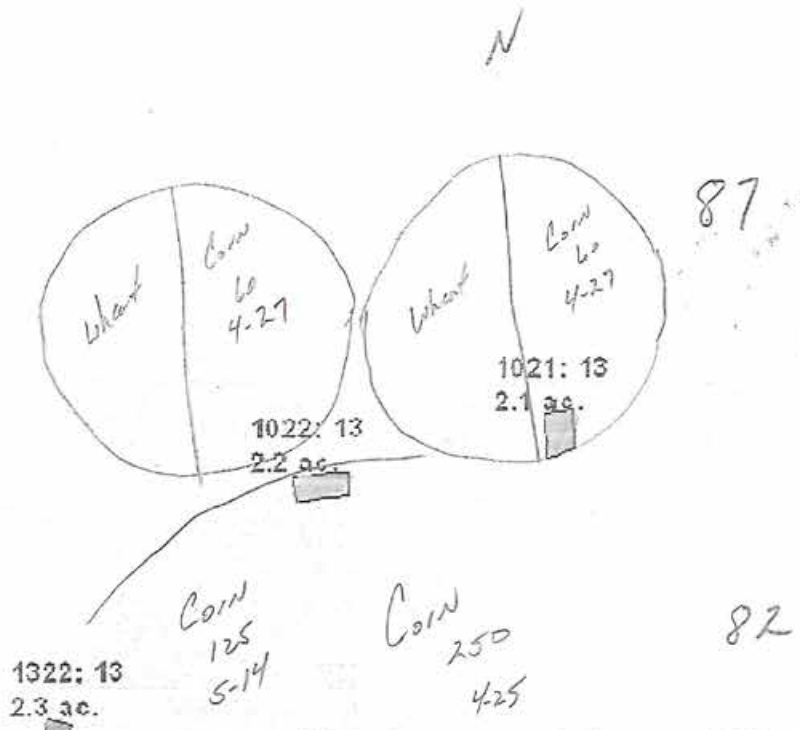 N
87
Wheat
Corn
60
4-27
Wheat
Corn
60
4-27
1021: 13
2.1 ac.
1022: 13
2.2 ac.
Corn
125
5-14
Corn
250
4-25
82
1322: 13
2.3 ac.